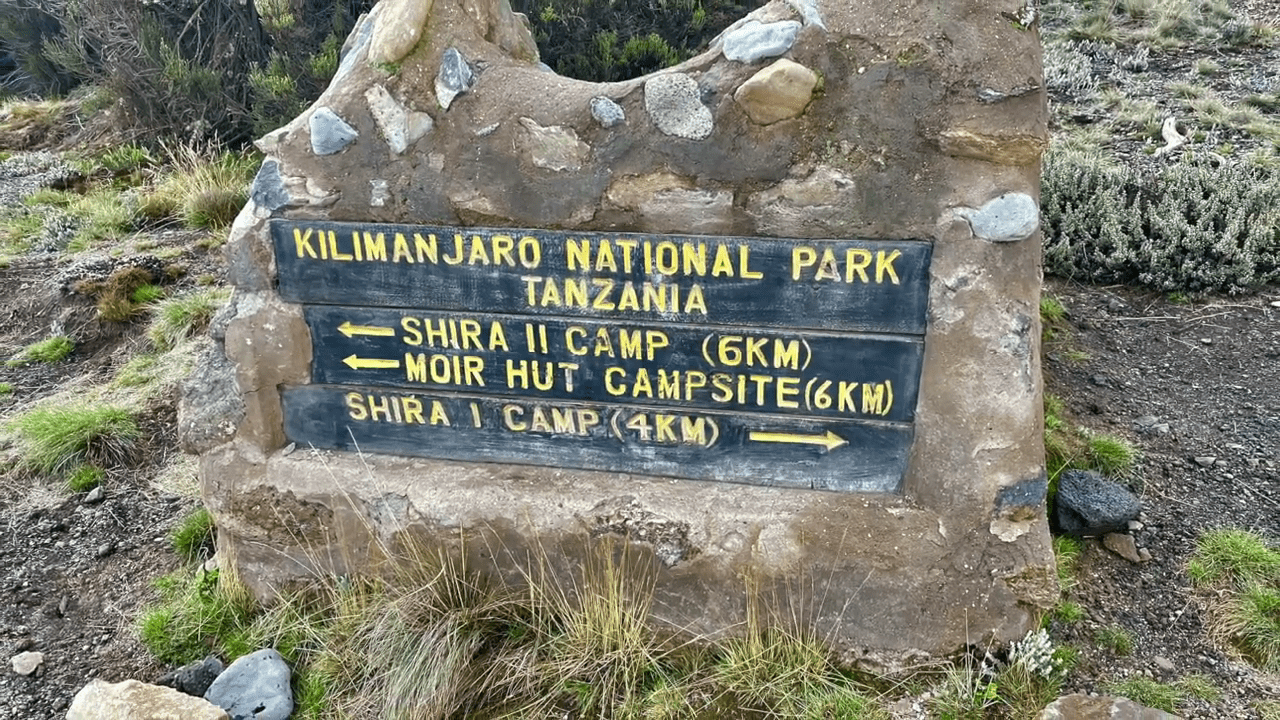 KILIMANJARO NATIONAL PARK
TANZANIA
← SHIRA II CAMP (6KM)
← MOIR HUT CAMPSITE (6KM)
SHIRA I CAMP (4KM) →